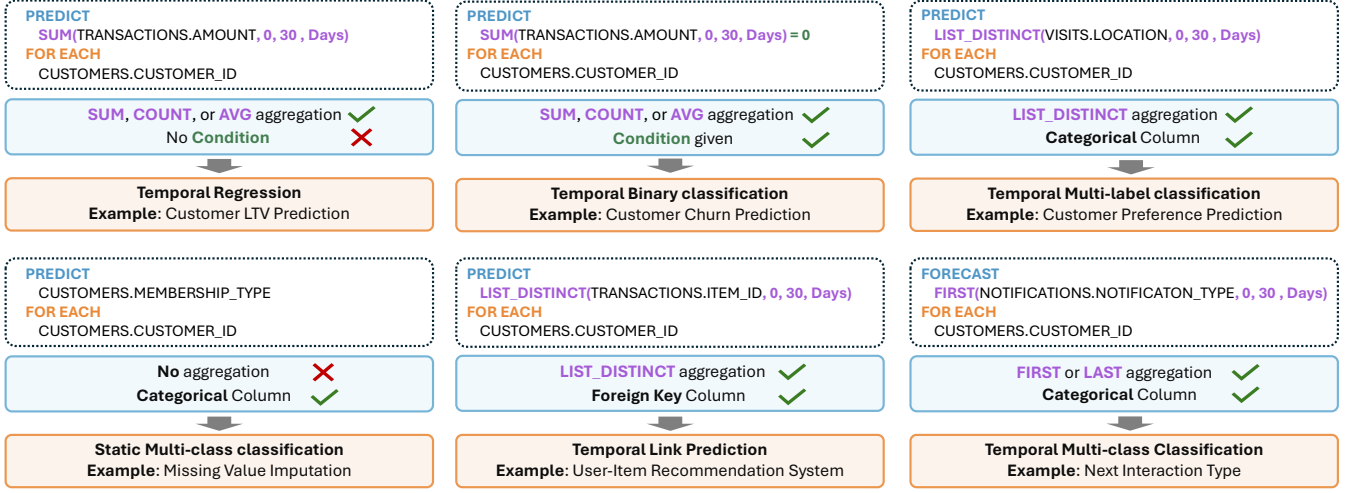 PREDICT
SUM(TRANSACTIONS.AMOUNT, 0, 30 , Days)
FOR EACH
CUSTOMERS.CUSTOMER_ID
SUM, COUNT, or AVG aggregation
No Condition
Temporal Regression
Example: Customer LTV Prediction
PREDICT
SUM(TRANSACTIONS.AMOUNT, 0, 30, Days) = 0
FOR EACH
CUSTOMERS.CUSTOMER_ID
SUM, COUNT, or AVG aggregation
Condition given
Temporal Binary classification
Example: Customer Churn Prediction
PREDICT
LIST_DISTINCT(VISITS.LOCATION, 0, 30 , Days)
FOR EACH
CUSTOMERS.CUSTOMER_ID
LIST_DISTINCT aggregation
Categorical Column
Temporal Multi-label classification
Example: Customer Preference Prediction
PREDICT
CUSTOMERS.MEMBERSHIP_TYPE
FOR EACH
CUSTOMERS.CUSTOMER_ID
No aggregation
Categorical Column
Static Multi-class classification
Example: Missing Value Imputation
PREDICT
LIST_DISTINCT(TRANSACTIONS.ITEM_ID, 0, 30, Days)
FOR EACH
CUSTOMERS.CUSTOMER_ID
LIST_DISTINCT aggregation
Foreign Key Column
Temporal Link Prediction
Example: User-Item Recommendation System
FORECAST
FIRST(NOTIFICATIONS.NOTIFICATON_TYPE, 0, 30 , Days)
FOR EACH
CUSTOMERS.CUSTOMER_ID
FIRST or LAST aggregation
Categorical Column
Temporal Multi-class Classification
Example: Next Interaction Type